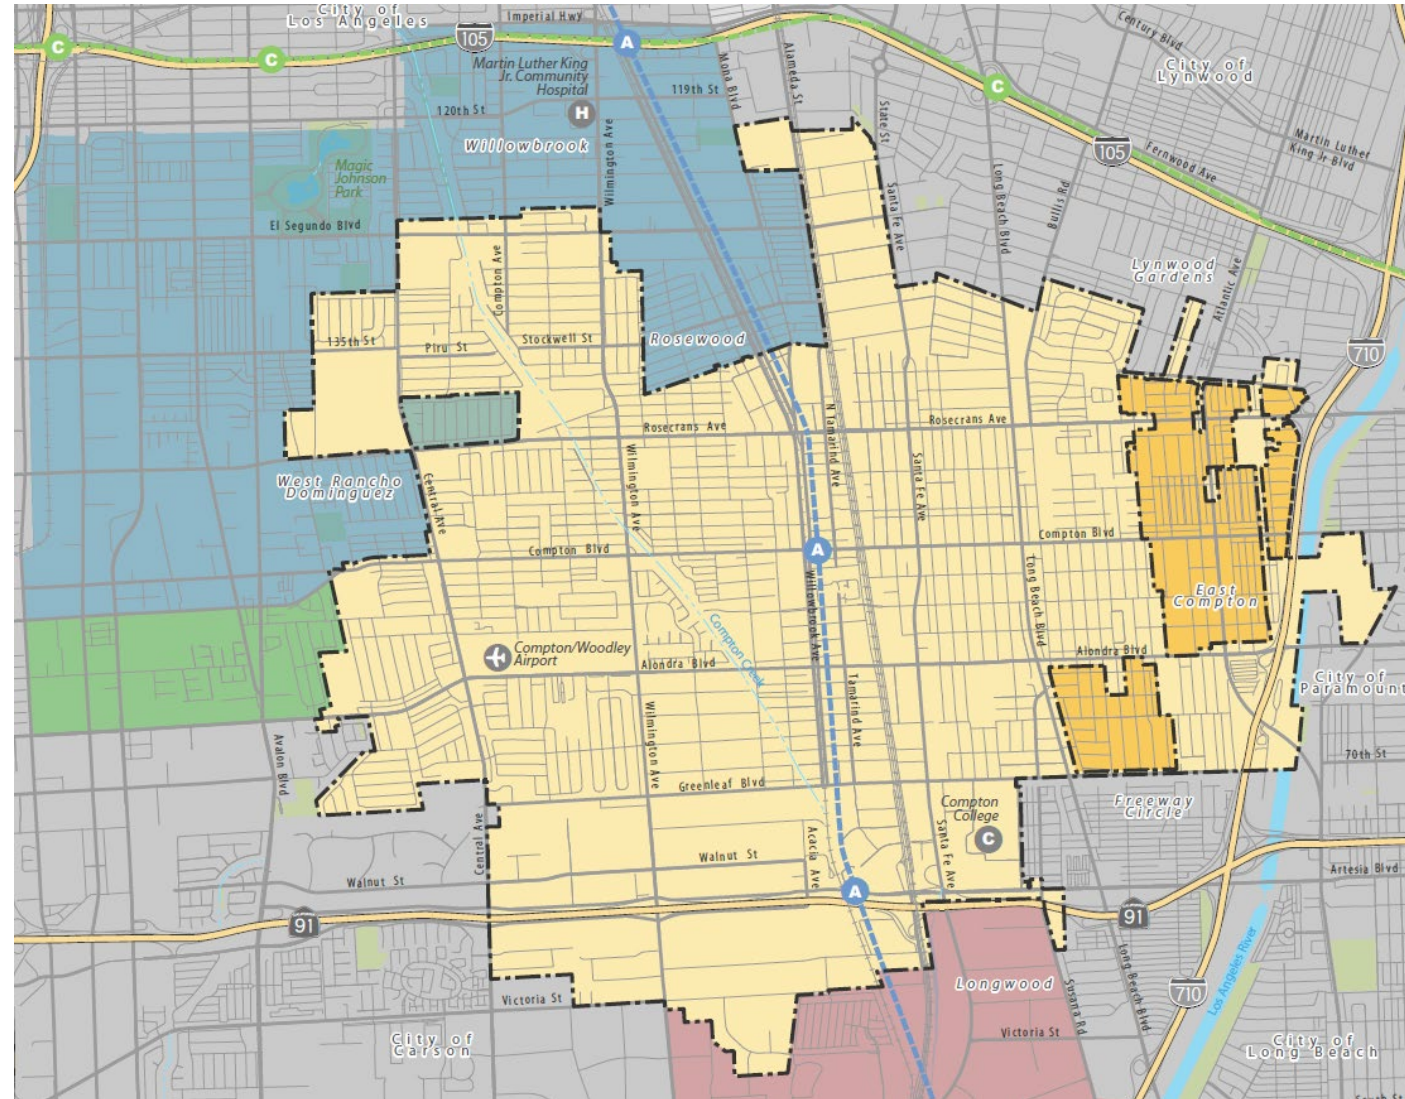 City of
Los Angeles
Imperial Hwy
105
C
C
A
Martin Luther King
Jr. Community
Hospital
H
119th St
120th St
Mona Blvd
Alameda St
Century Blvd
City of
Lynwood
C
State St
105
Fernwood Ave
Martin Luther
King Jr Blvd
Willowbrook
Wilmington Ave
Magic
Johnson
Park
El Segundo Blvd
Santa Fe Ave
Long Beach Blvd
Bullis Rd
Compton Ave
Lynwood
Gardens
Atlantic Ave
135th St
Piru St
Stockwell St
Rosewood
710
N Tamarind Ave
Rosecrans Ave
Rosecrans Ave
West Rancho
Dominguez
Central Ave
Wilmington Ave
Santa Fe Ave
Compton Blvd
A
Compton Blvd
Willowbrook Ave
Long Beach Blvd
East
Compton
Compton Creek
Compton/Woodley
Airport
Alondra Blvd
Alondra Blvd
City of
Paramount
Tamarind Ave
Wilmington Ave
Avalon Blvd
70th St
Greenleaf Blvd
Compton
College
C
Freeway
Circle
Central Ave
Acacia Ave
Santa Fe Ave
Walnut St
Walnut St
Artesia Blvd
A
91
91
Longwood
Susana Rd
Long Beach Blvd
Los Angeles River
710
Victoria St
Victoria St
City of
Carson
City of
Long Beach